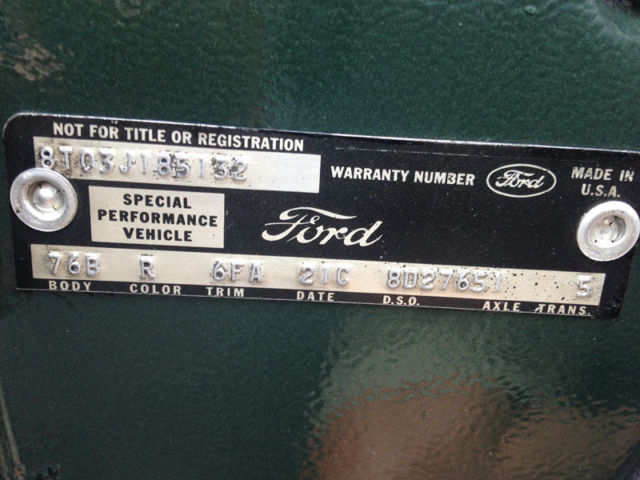 NOT FOR TITLE OR REGISTRATION
8T03J185132
WARRANTY NUMBER
Ford
MADE IN
U.S.A.
SPECIAL
PERFORMANCE
VEHICLE
Ford
76B R 6FA 21C 8D27651 5
BODY COLOR TRIM DATE D.S.O. AXLE TRANS.